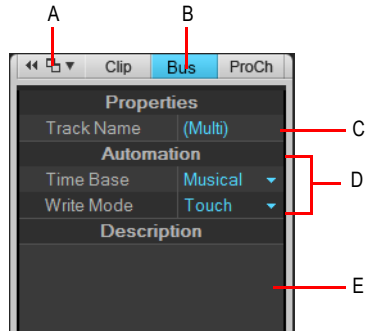 A
B
Clip Bus ProCh
Properties
Track Name (Multi)
C
Automation
Time Base Musical
D
Write Mode Touch
Description
E